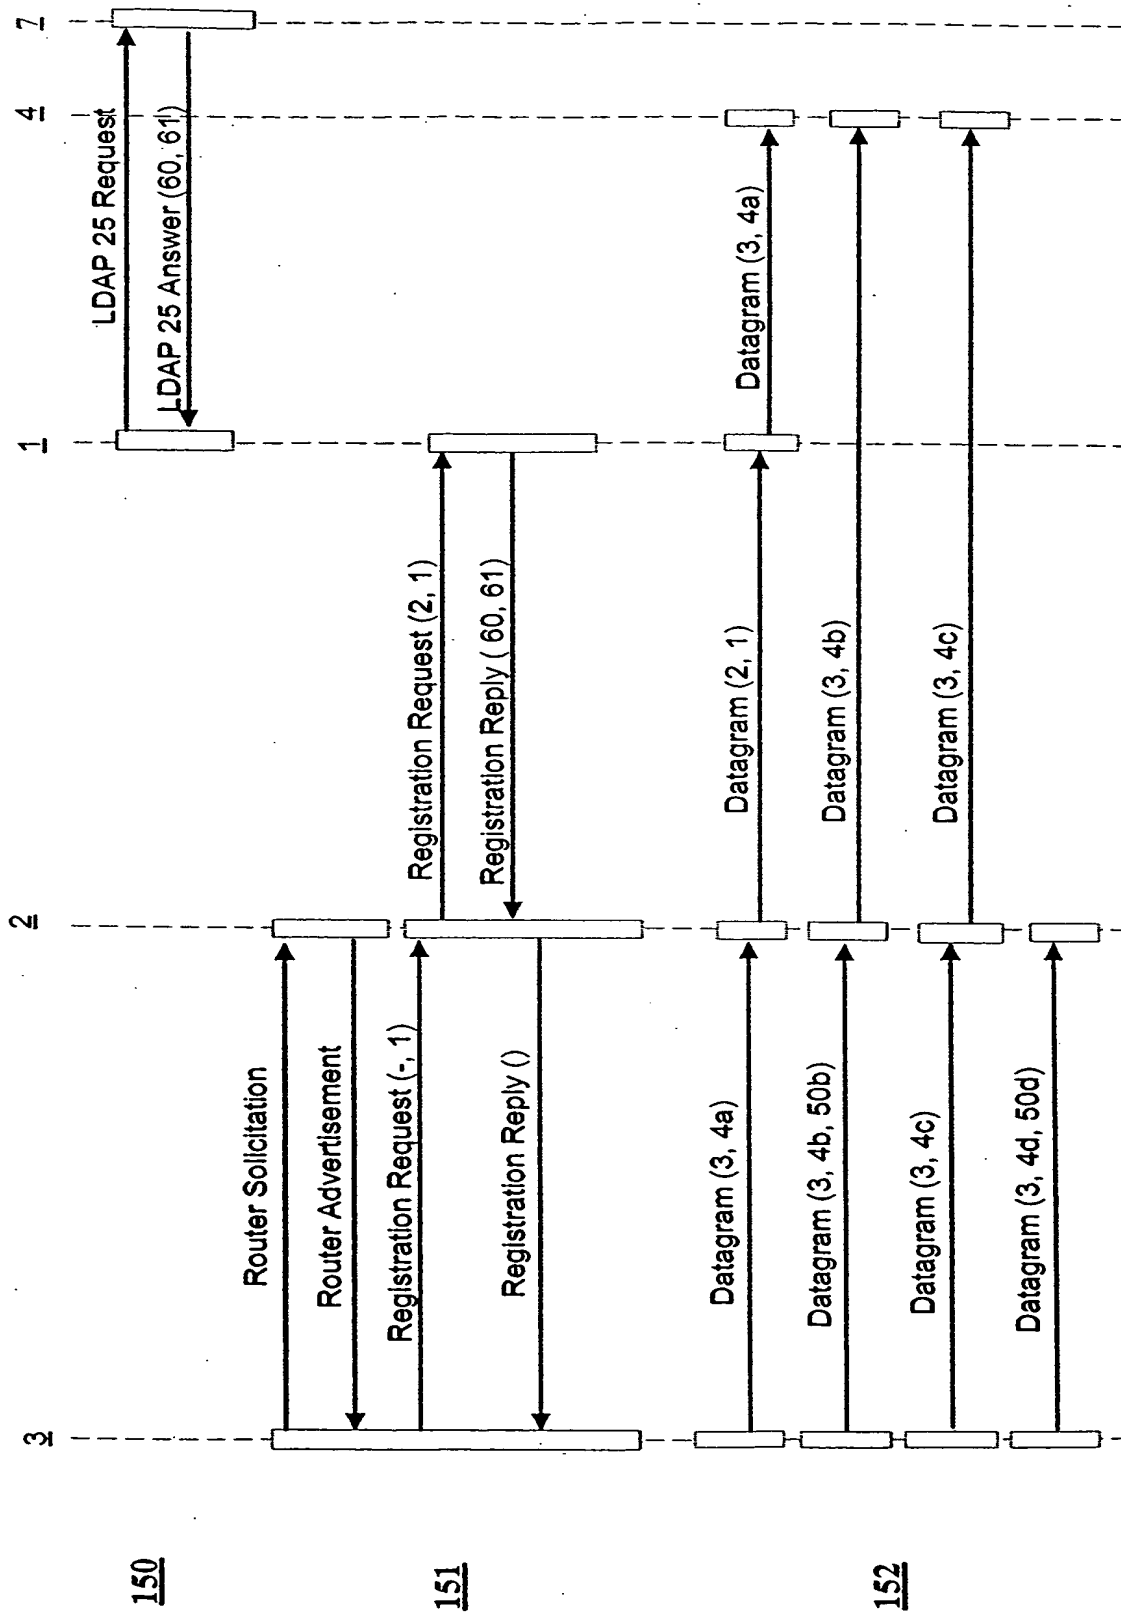 3
2
1
4
7
150
LDAP 25 Request
LDAP 25 Answer (60, 61)
Router Solicitation
Router Advertisement
151
Registration Request (-, 1)
Registration Request (2, 1)
Registration Reply ( 60, 61)
Registration Reply ()
152
Datagram (3, 4a)
Datagram (2, 1)
Datagram (3, 4a)
Datagram (3, 4b, 50b)
Datagram (3, 4b)
Datagram (3, 4c)
Datagram (3, 4c)
Datagram (3, 4d, 50d)